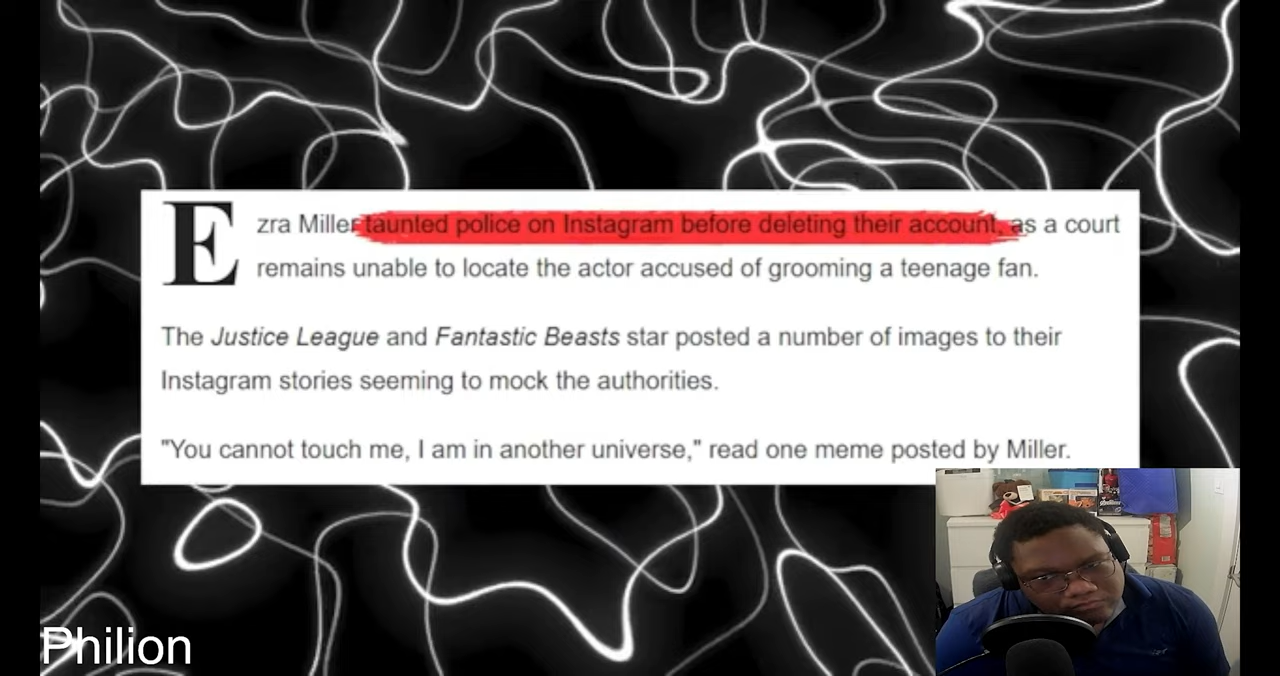 Ezra Miller taunted police on Instagram before deleting their account, as a court
remains unable to locate the actor accused of grooming a teenage fan.
The Justice League and Fantastic Beasts star posted a number of images to their
Instagram stories seeming to mock the authorities.
"You cannot touch me, I am in another universe," read one meme posted by Miller.
Philion